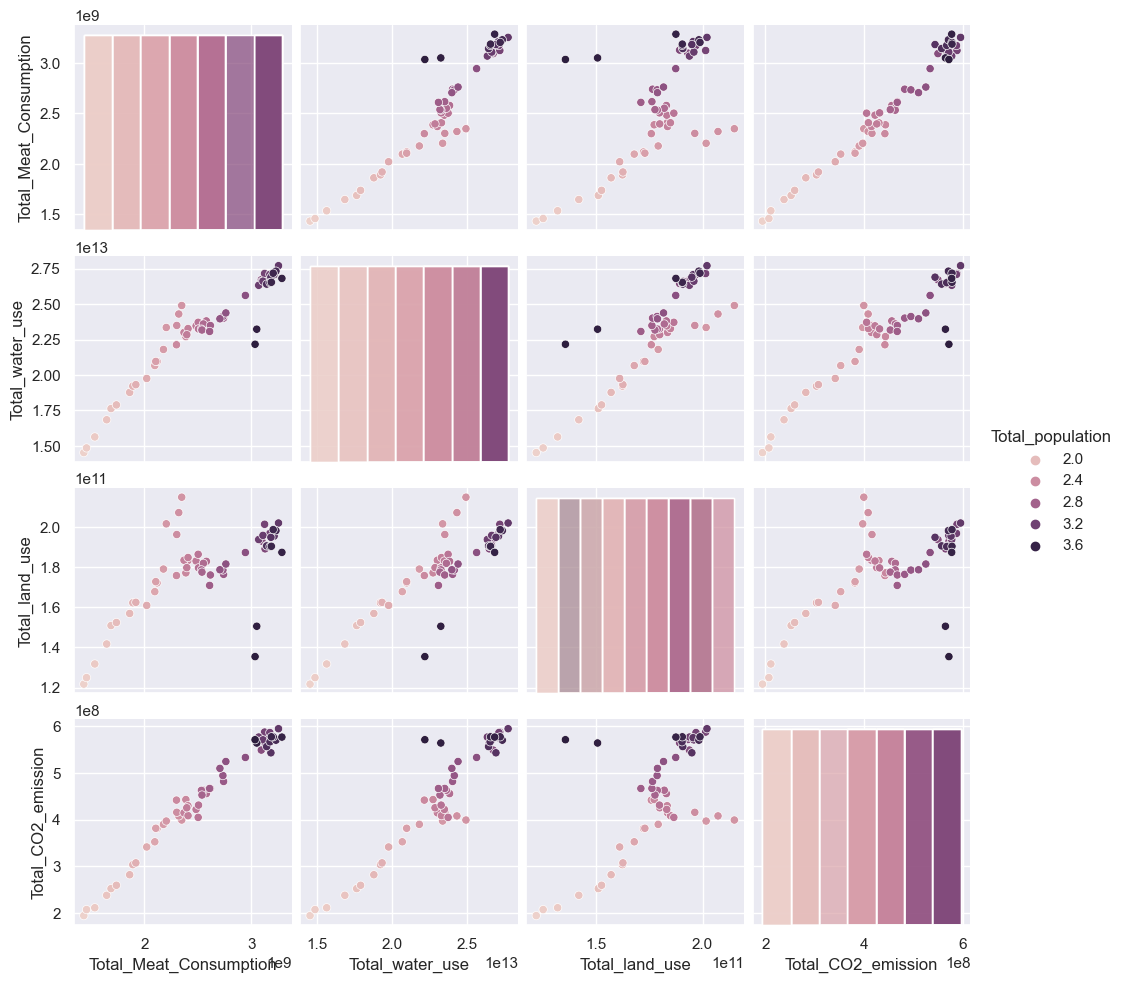 1e9
Total_Meat_Consumption
3.0
2.5
2.0
1.5
1e13
Total_water_use
2.75
2.50
2.25
2.00
1.75
1.50
1e11
Total_land_use
2.0
1.8
1.6
1.4
1.2
1e8
Total_CO2_emission
6
5
4
3
2
2 3
1e9
Total_Meat_Consumption
1.5 2.0 2.5
Total_water_use 1e13
1.5 2.0
Total_land_use 1e11
2 4 6
Total_CO2_emission 1e8
Total_population
2.0
2.4
2.8
3.2
3.6